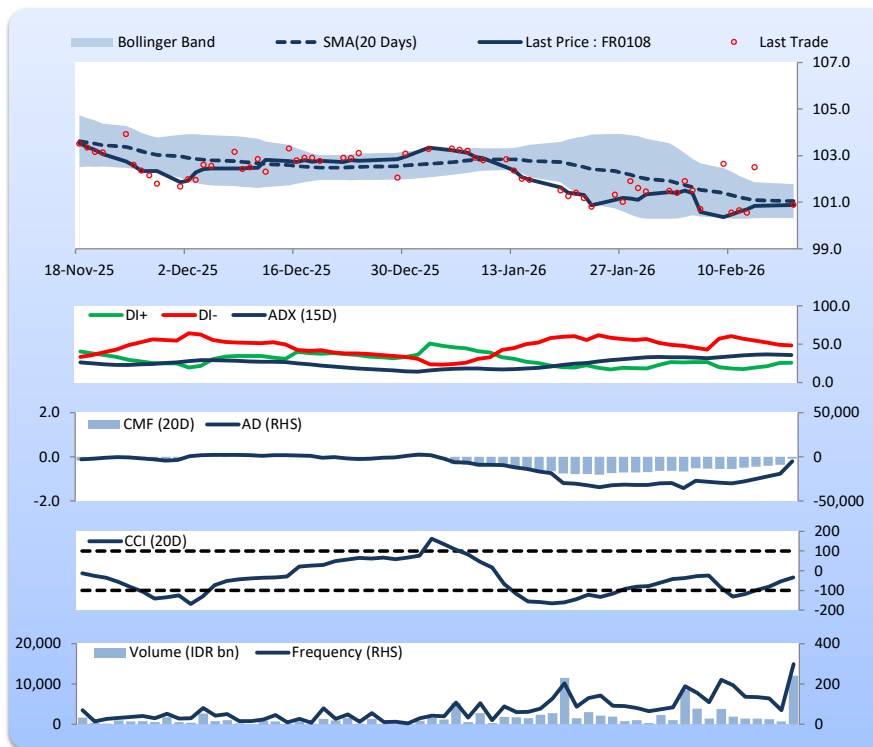 Bollinger Band SMA(20 Days) Last Price : FR0108 Last Trade
107.0
105.0
103.0
101.0
99.0
18-Nov-25 2-Dec-25 16-Dec-25 30-Dec-25 13-Jan-26 27-Jan-26 10-Feb-26
DI+ DI- ADX (15D)
100.0
50.0
0.0
2.0 CMF (20D) AD (RHS) 50,000
0.0 0
-2.0 -50,000
CCI (20D) 200
100
0
-100
-200
20,000 Volume (IDR bn) Frequency (RHS) 400
10,000 200
0 0